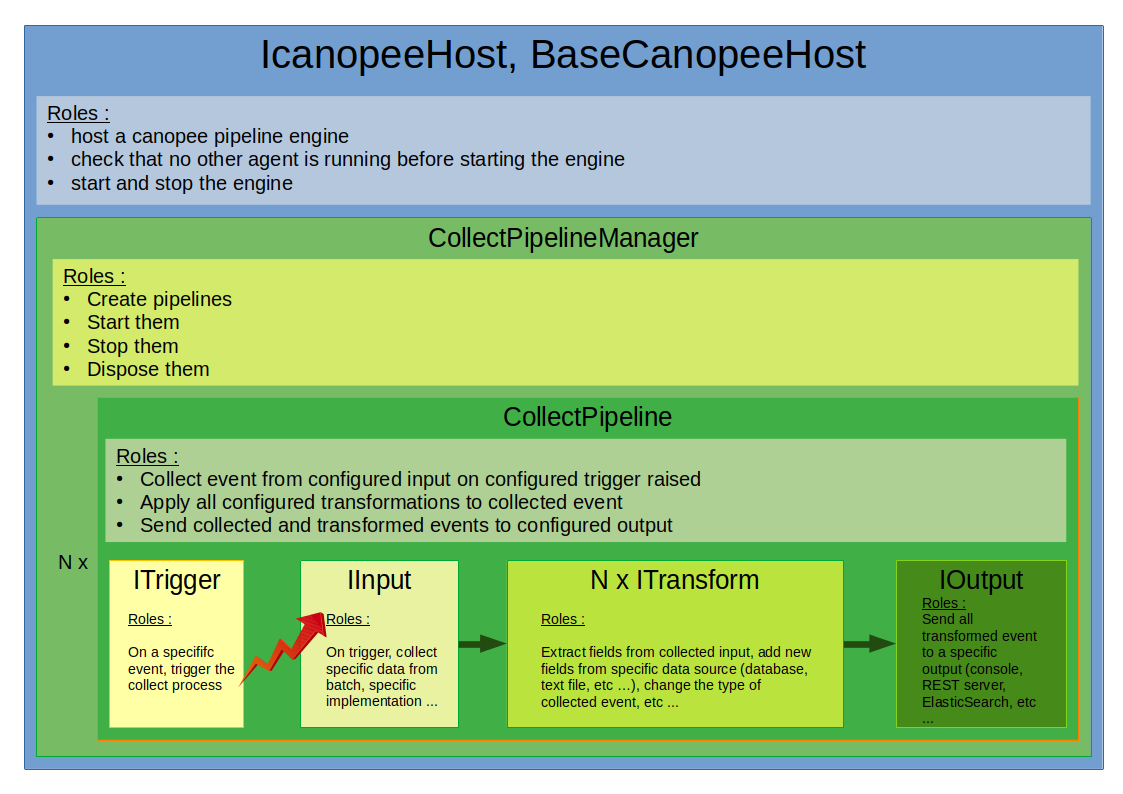 IcanopeeHost, BaseCanopeeHost
Roles :
• host a canopee pipeline engine
• check that no other agent is running before starting the engine
• start and stop the engine
CollectPipelineManager
Roles :
• Create pipelines
• Start them
• Stop them
• Dispose them
CollectPipeline
Roles :
• Collect event from configured input on configured trigger raised
• Apply all configured transformations to collected event
• Send collected and transformed events to configured output
N x
ITrigger
Roles :
On a speciffc
event, trigger the
collect process
IInput
Roles :
On trigger, collect
specific data from
batch, specific
implementation ...
N x ITransform
Roles :
Extract fields from collected input, add new
fields from specific data source (database,
text file, etc …), change the type of
collected event, etc ...
IOutput
Roles :
Send all
transformed event
to a specific
output (console,
REST server,
ElasticSearch, etc
...